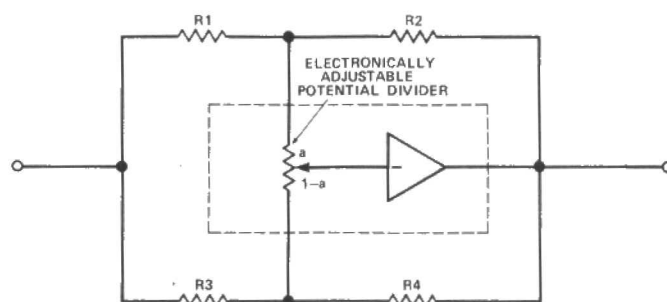 R1
R2
ELECTRONICALLY
ADJUSTABLE
POTENTIAL DIVIDER
a
1-a
−
R3
R4